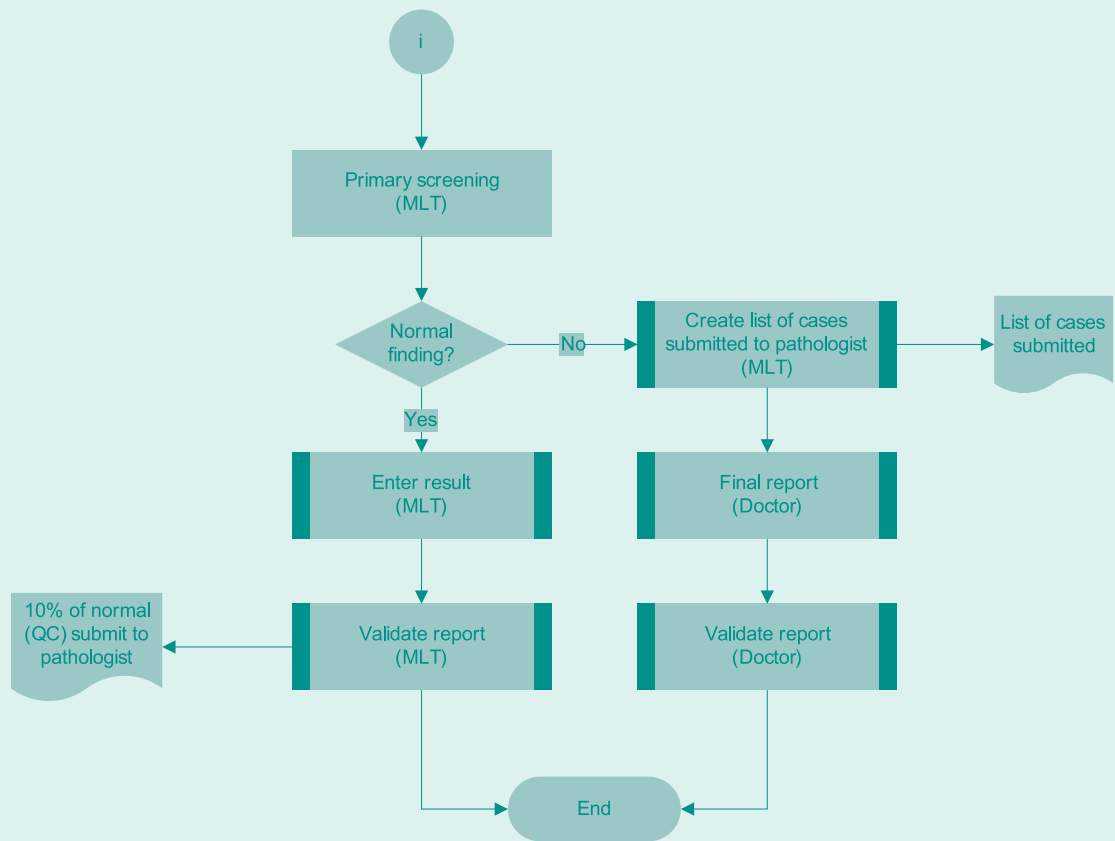 i
Primary screening
(MLT)
Normal
finding?
No
Create list of cases
submitted to pathologist
(MLT)
List of cases
submitted
Yes
Enter result
(MLT)
Final report
(Doctor)
10% of normal
(QC) submit to
pathologist
Validate report
(MLT)
Validate report
(Doctor)
End